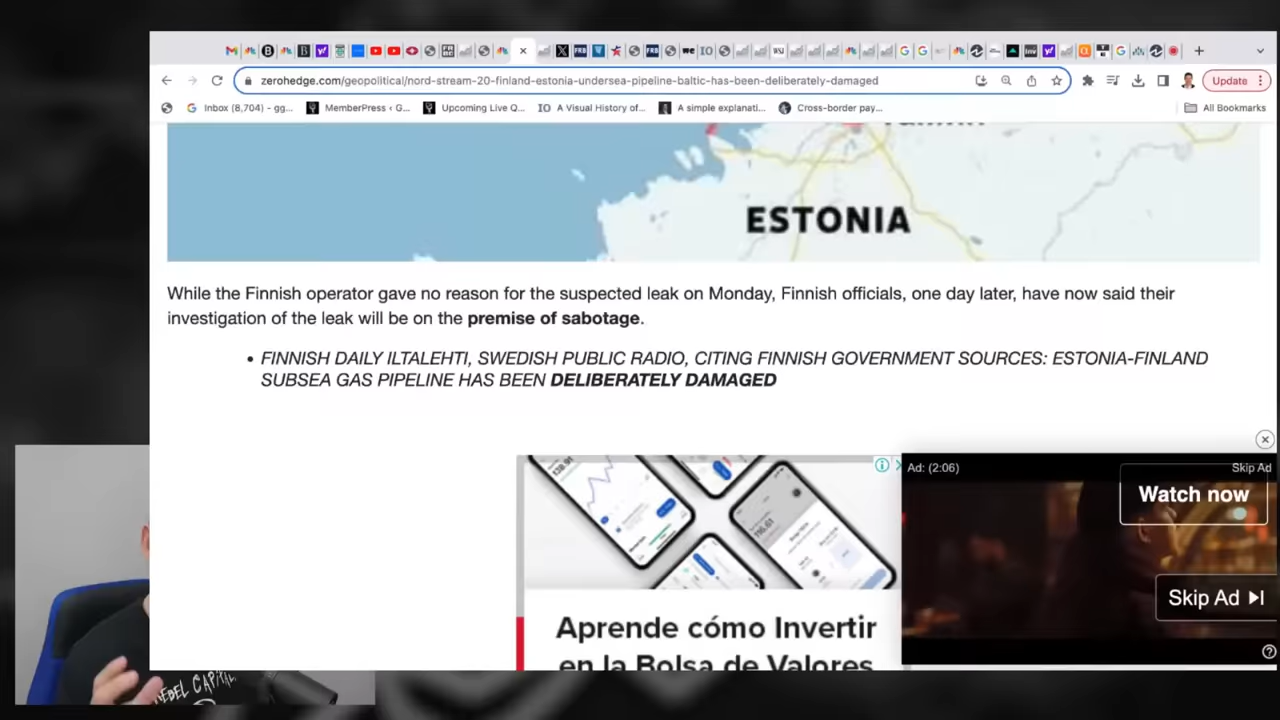 zerohedge.com/geopolitical/nord-stream-20-finland-estonia-undersea-pipeline-baltic-has-been-deliberately-damaged
Update
Inbox (8,704) - gg...
MemberPress ‹ G...
Upcoming Live Q...
IO A Visual History of...
A simple explanati...
Cross-border pay...
All Bookmarks
ESTONIA
While the Finnish operator gave no reason for the suspected leak on Monday, Finnish officials, one day later, have now said their
investigation of the leak will be on the premise of sabotage.
• FINNISH DAILY ILTALEHTI, SWEDISH PUBLIC RADIO, CITING FINNISH GOVERNMENT SOURCES: ESTONIA-FINLAND
SUBSEA GAS PIPELINE HAS BEEN DELIBERATELY DAMAGED
Ad: (2:06)
Skip Ad
Watch now
Skip Ad
Aprende cómo Invertir
en la Bolsa de Valores
REBEL CAPITAL